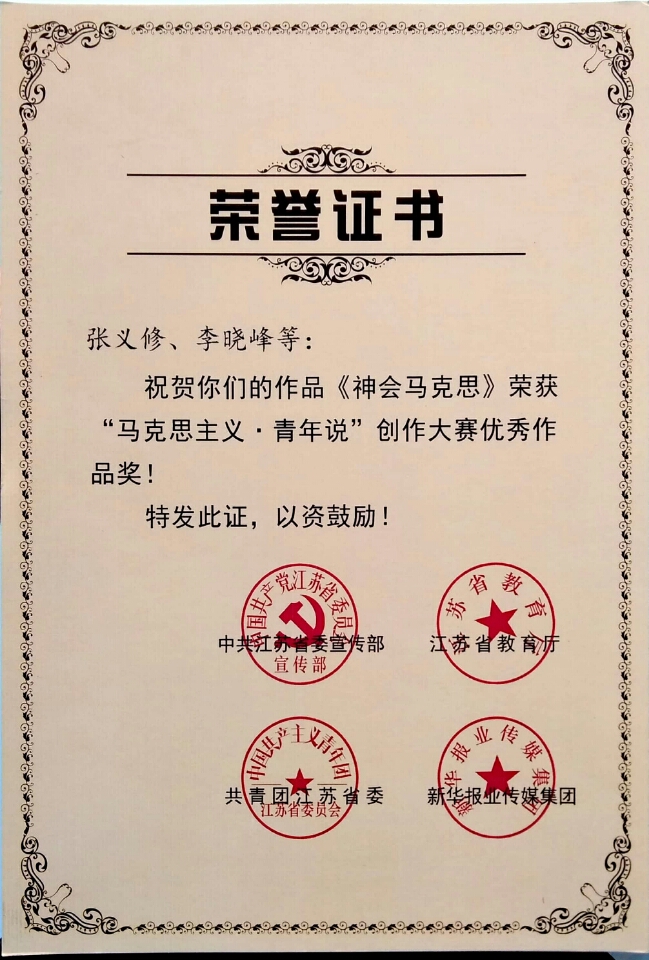 荣誉证书
张义修、李晓峰等：
祝贺你们的作品《神会马克思》荣获
“马克思主义·青年说”创作大赛优秀作
品奖！
特发此证，以资鼓励！
中国共产党江苏省委员会
宣传部
中共江苏省委宣传部
江苏省教育厅
江苏省教育厅
中国共产主义青年团
江苏省委员会
共青团江苏省委
新华报业传媒集团
新华报业传媒集团